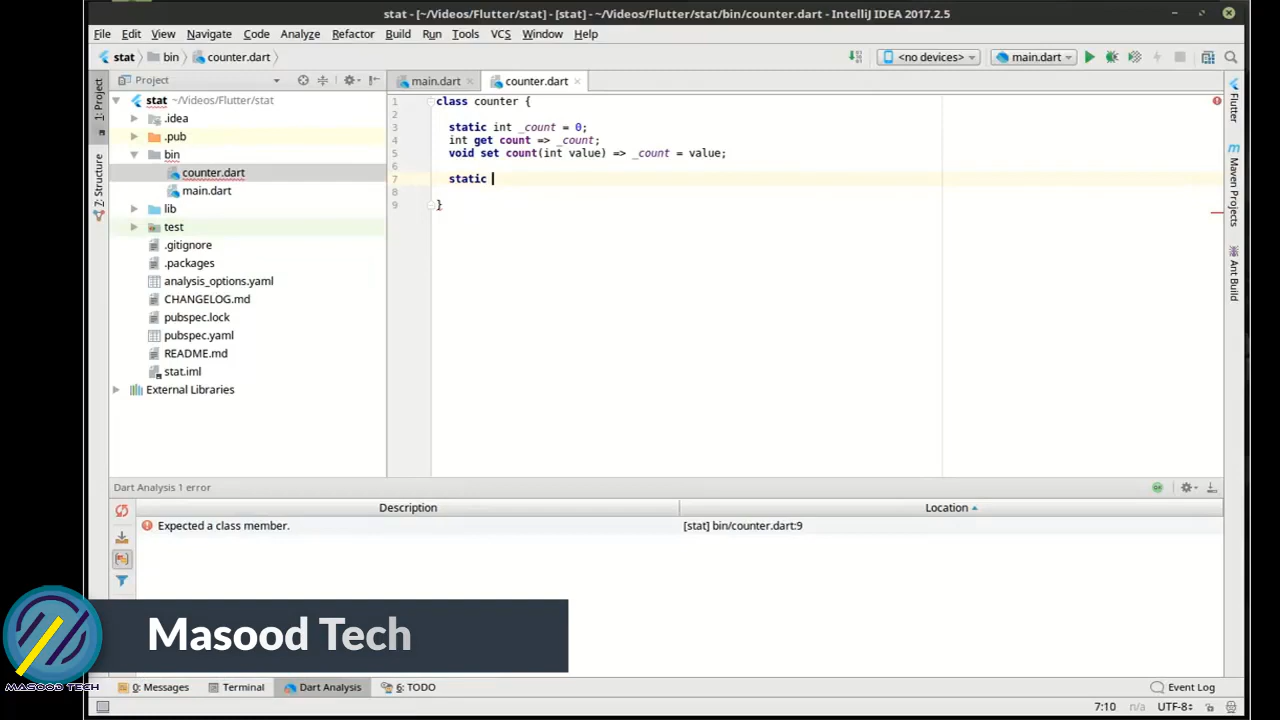 stat - [~/Videos/Flutter/stat] - [stat] - ~/Videos/Flutter/stat/bin/counter.dart - IntelliJ IDEA 2017.2.5
File Edit View Navigate Code Analyze Refactor Build Run Tools VCS Window Help
stat bin counter.dart <no devices> main.dart
1: Project
7: Structure
Project
stat ~/Videos/Flutter/stat
.idea
.pub
bin
counter.dart
main.dart
lib
test
.gitignore
.packages
analysis_options.yaml
CHANGELOG.md
pubspec.lock
pubspec.yaml
README.md
stat.iml
External Libraries
main.dart counter.dart
1 class counter {
2
3 static int _count = 0;
4 int get count => _count;
5 void set count(int value) => _count = value;
6
7 static
8
9 }
Flutter
Maven Projects
Ant Build
Dart Analysis 1 error
Description Location
Expected a class member. [stat] bin/counter.dart:9
Masood Tech
MASOOD TECH
0: Messages Terminal Dart Analysis 6: TODO Event Log
7:10 n/a UTF-8